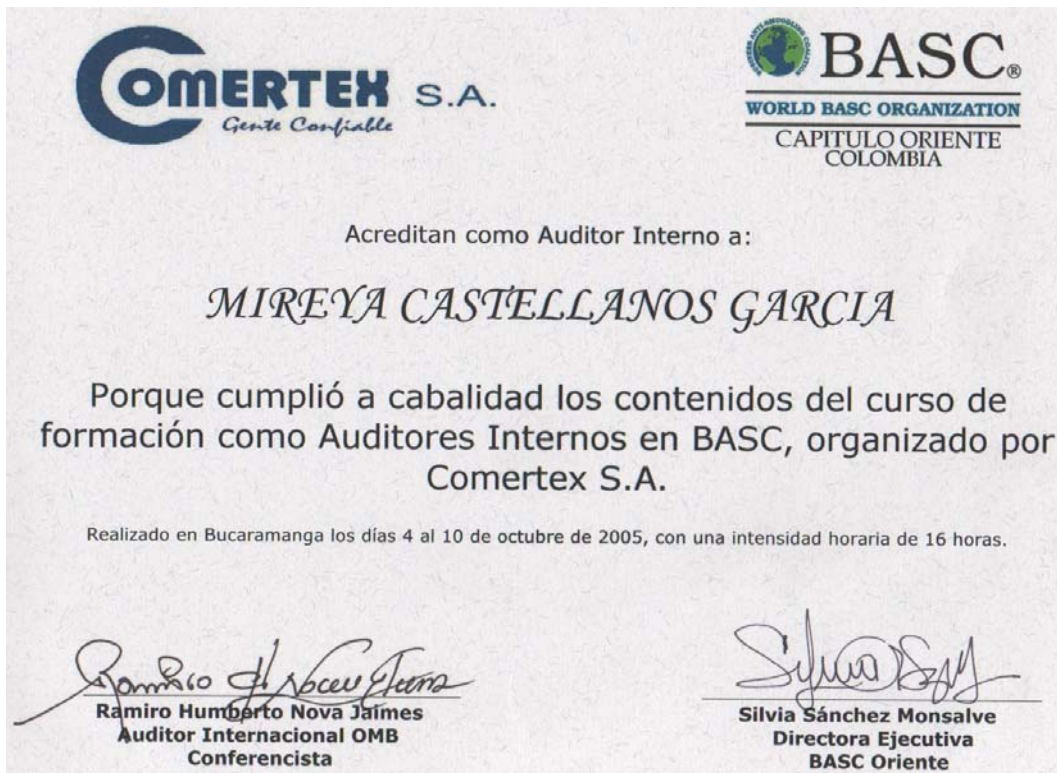 COMERTEX S.A.
Gente Confiable
BASC®
WORLD BASC ORGANIZATION
CAPITULO ORIENTE
COLOMBIA
Acreditan como Auditor Interno a:
MIREYA CASTELLANOS GARCIA
Porque cumplió a cabalidad los contenidos del curso de
formación como Auditores Internos en BASC, organizado por
Comertex S.A.
Realizado en Bucaramanga los días 4 al 10 de octubre de 2005, con una intensidad horaria de 16 horas.
Ramiro Humberto Nova Jaimes
Auditor Internacional OMB
Conferencista
Silvia Sánchez Monsalve
Directora Ejecutiva
BASC Oriente